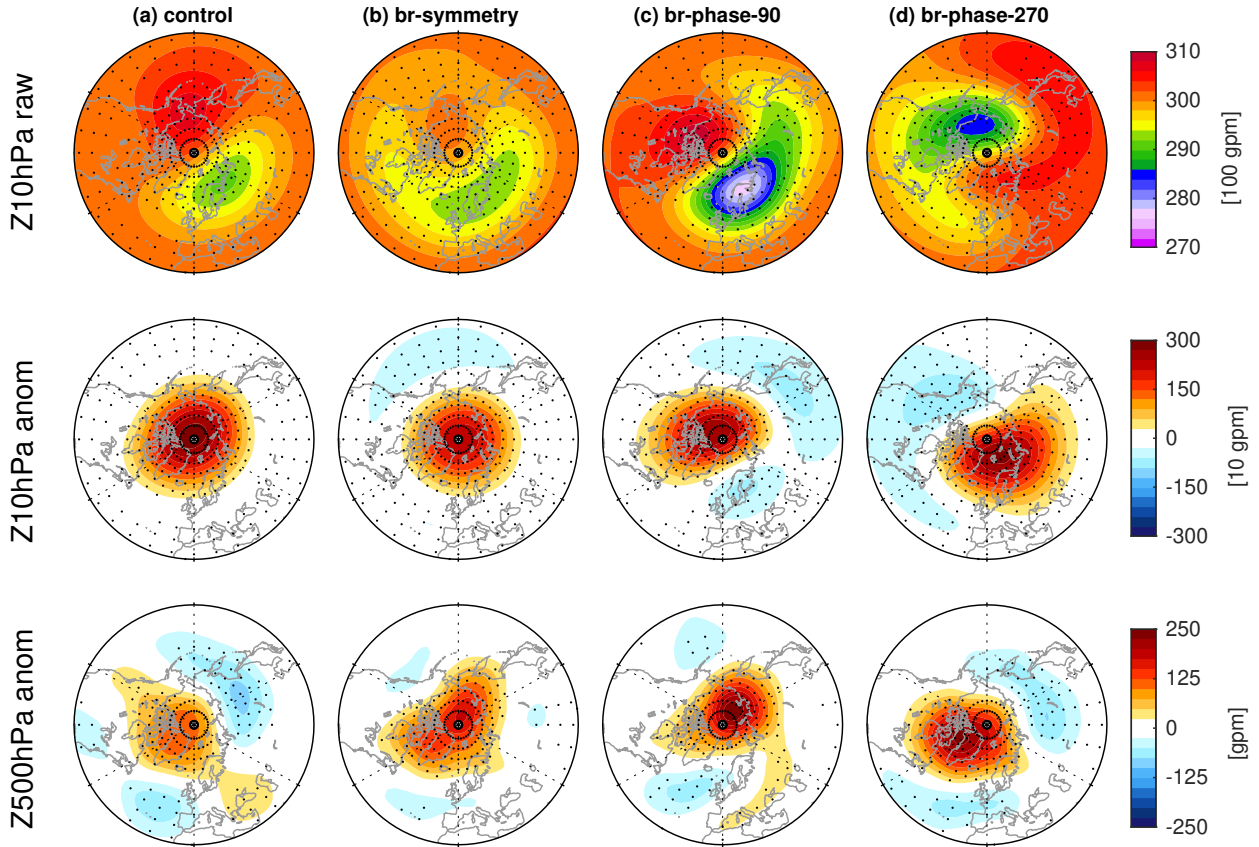 (a) control
(b) br-symmetry
(c) br-phase-90
(d) br-phase-270
Z10hPa raw
310
300
290
280
270
[100 gpm]
Z10hPa anom
300
150
0
-150
-300
[10 gpm]
Z500hPa anom
250
125
0
-125
-250
[gpm]